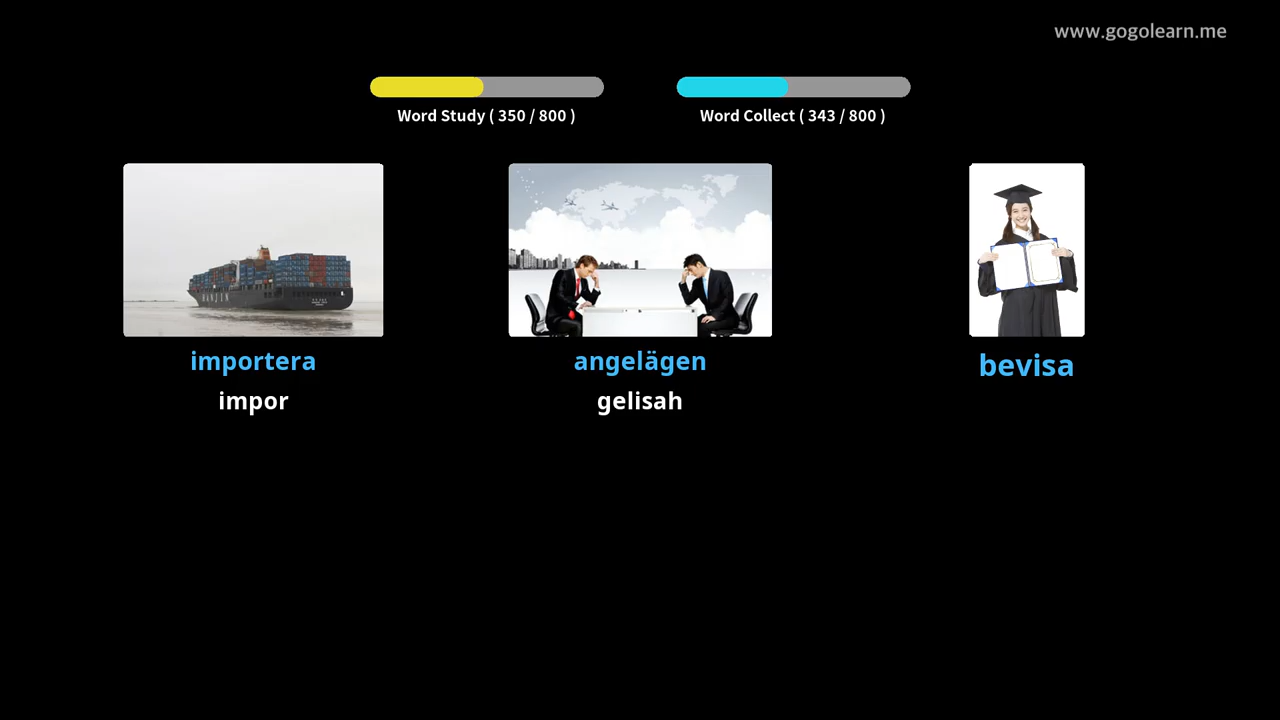 www.gogolearn.me
Word Study ( 350 / 800 )
Word Collect ( 343 / 800 )
importera
angelägen
bevisa
impor
gelisah